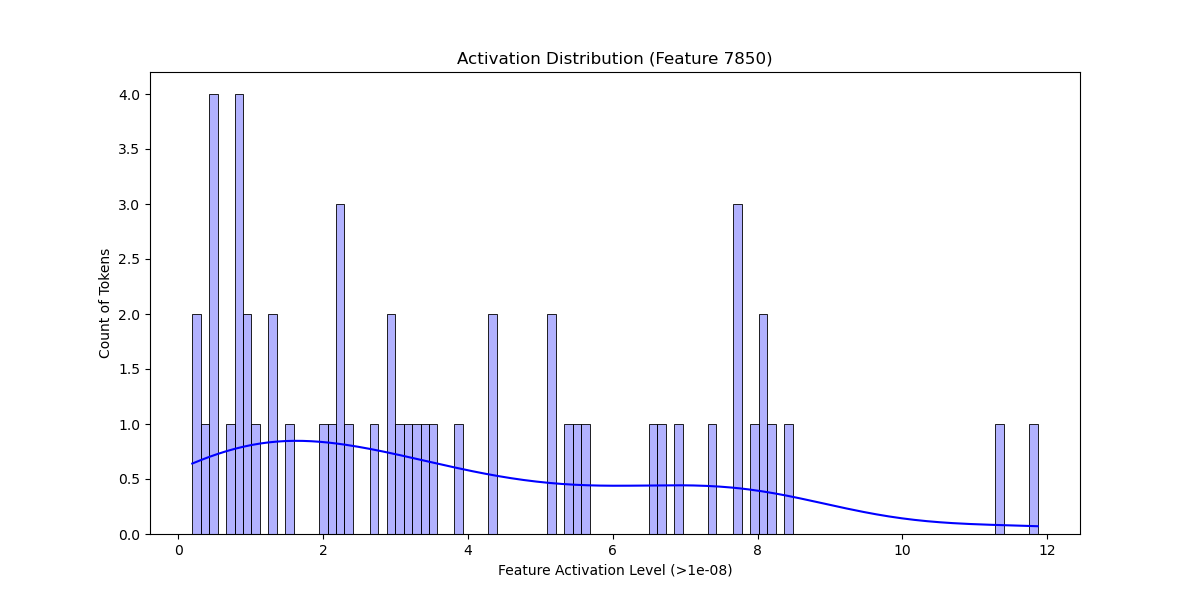 Activation Distribution (Feature 7850)
4.0
3.5
3.0
2.5
2.0
1.5
1.0
0.5
0.0
Count of Tokens
0 2 4 6 8 10 12
Feature Activation Level (>1e-08)